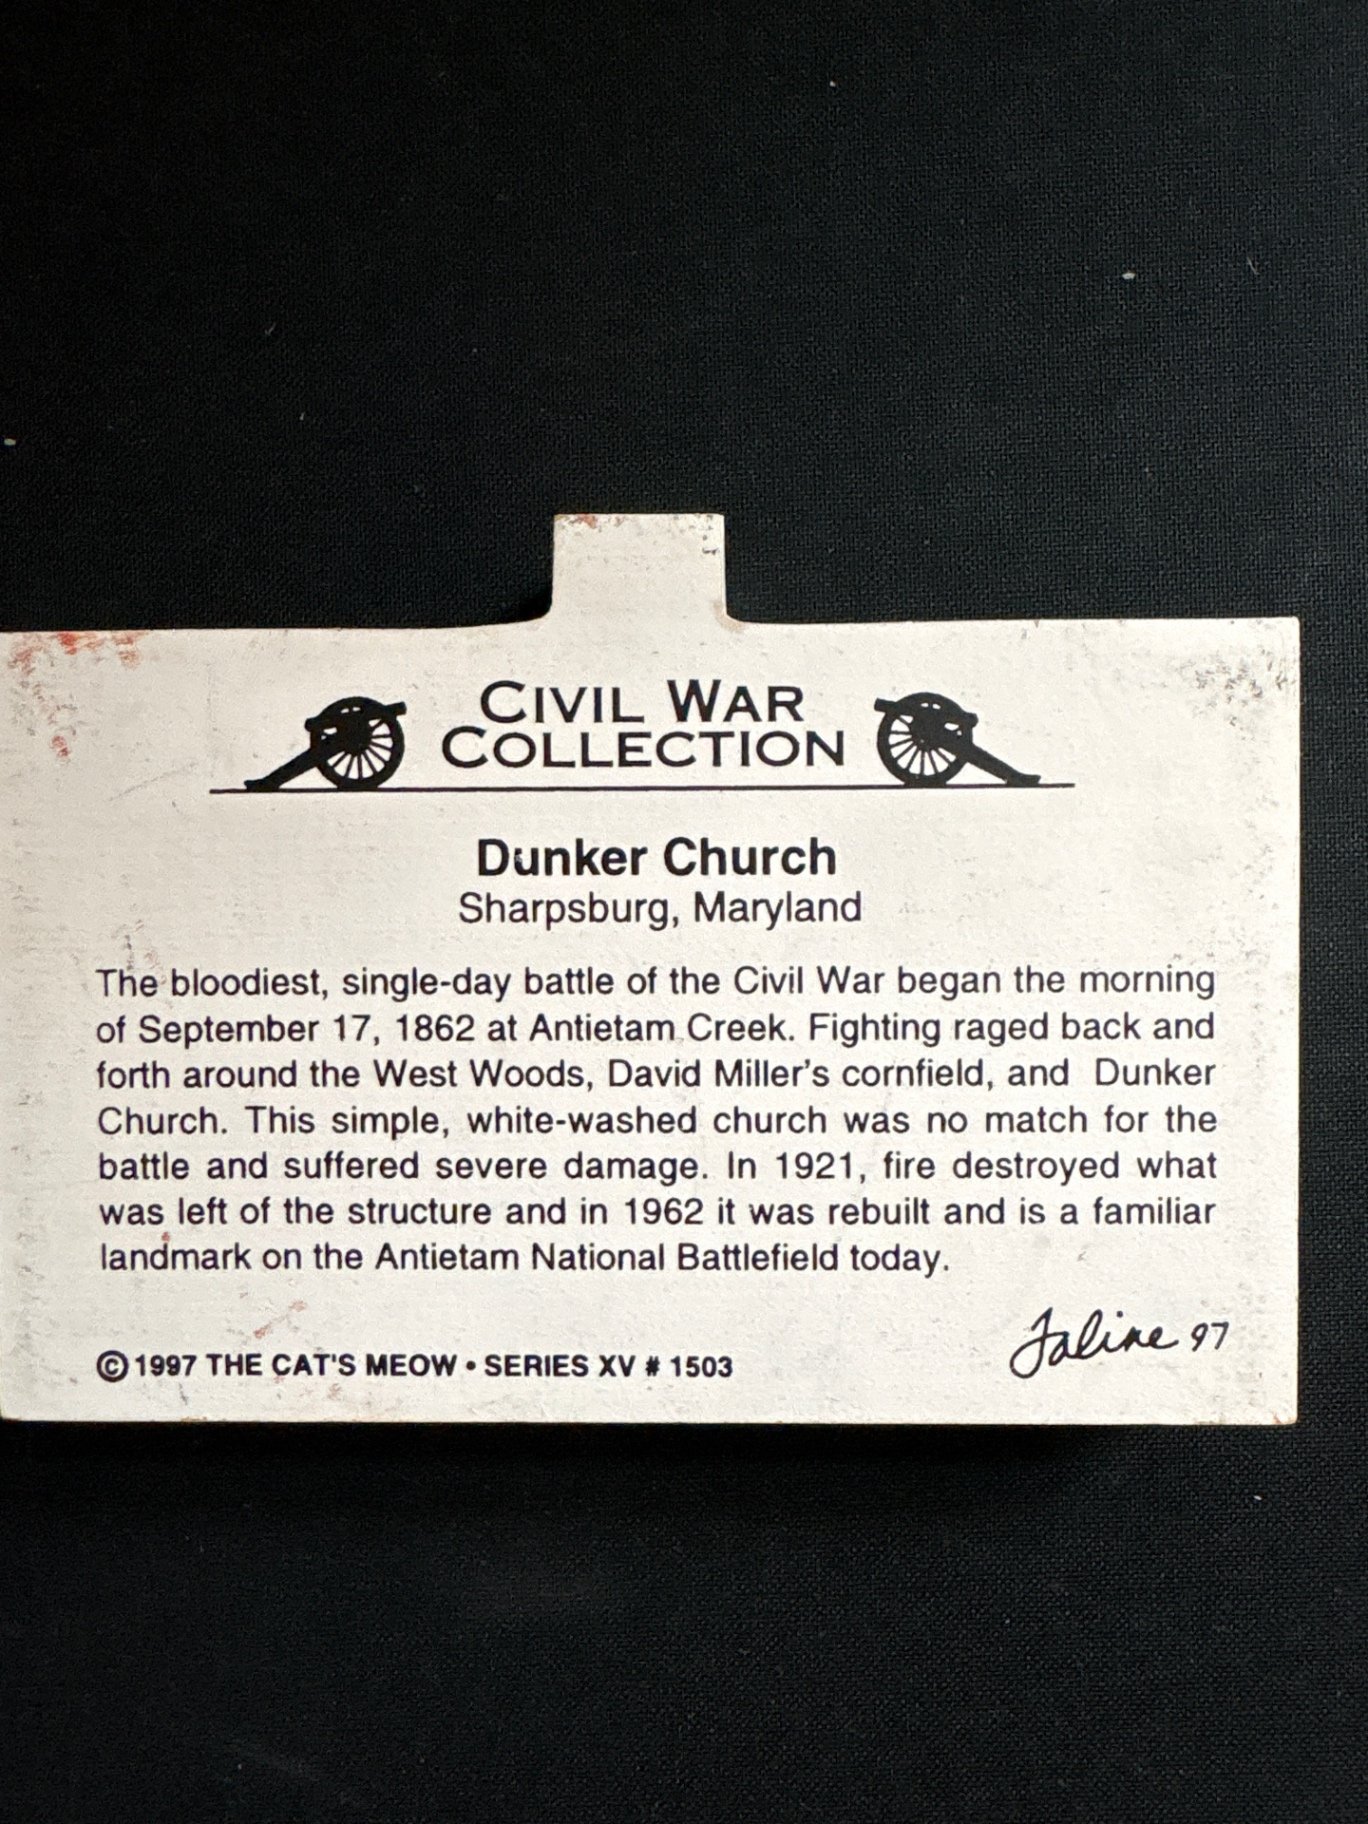 CIVIL WAR
COLLECTION
Dunker Church
Sharpsburg, Maryland
The bloodiest, single-day battle of the Civil War began the morning
of September 17, 1862 at Antietam Creek. Fighting raged back and
forth around the West Woods, David Miller's cornfield, and Dunker
Church. This simple, white-washed church was no match for the
battle and suffered severe damage. In 1921, fire destroyed what
was left of the structure and in 1962 it was rebuilt and is a familiar
landmark on the Antietam National Battlefield today.
Faline 97
©1997 THE CAT'S MEOW • SERIES XV # 1503